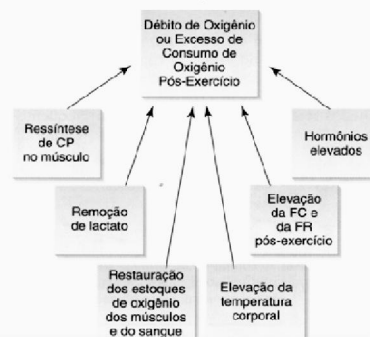 Débito de Oxigênio
ou Excesso de
Consumo de
Oxigênio
Pós-Exercício
Ressíntese
de CP
no músculo
Hormônios
elevados
Remoção
de lactato
Elevação
da FC e
da FR
pós-exercício
Restauração
dos estoques
de oxigênio
dos músculos
e do sangue
Elevação da
temperatura
corporal